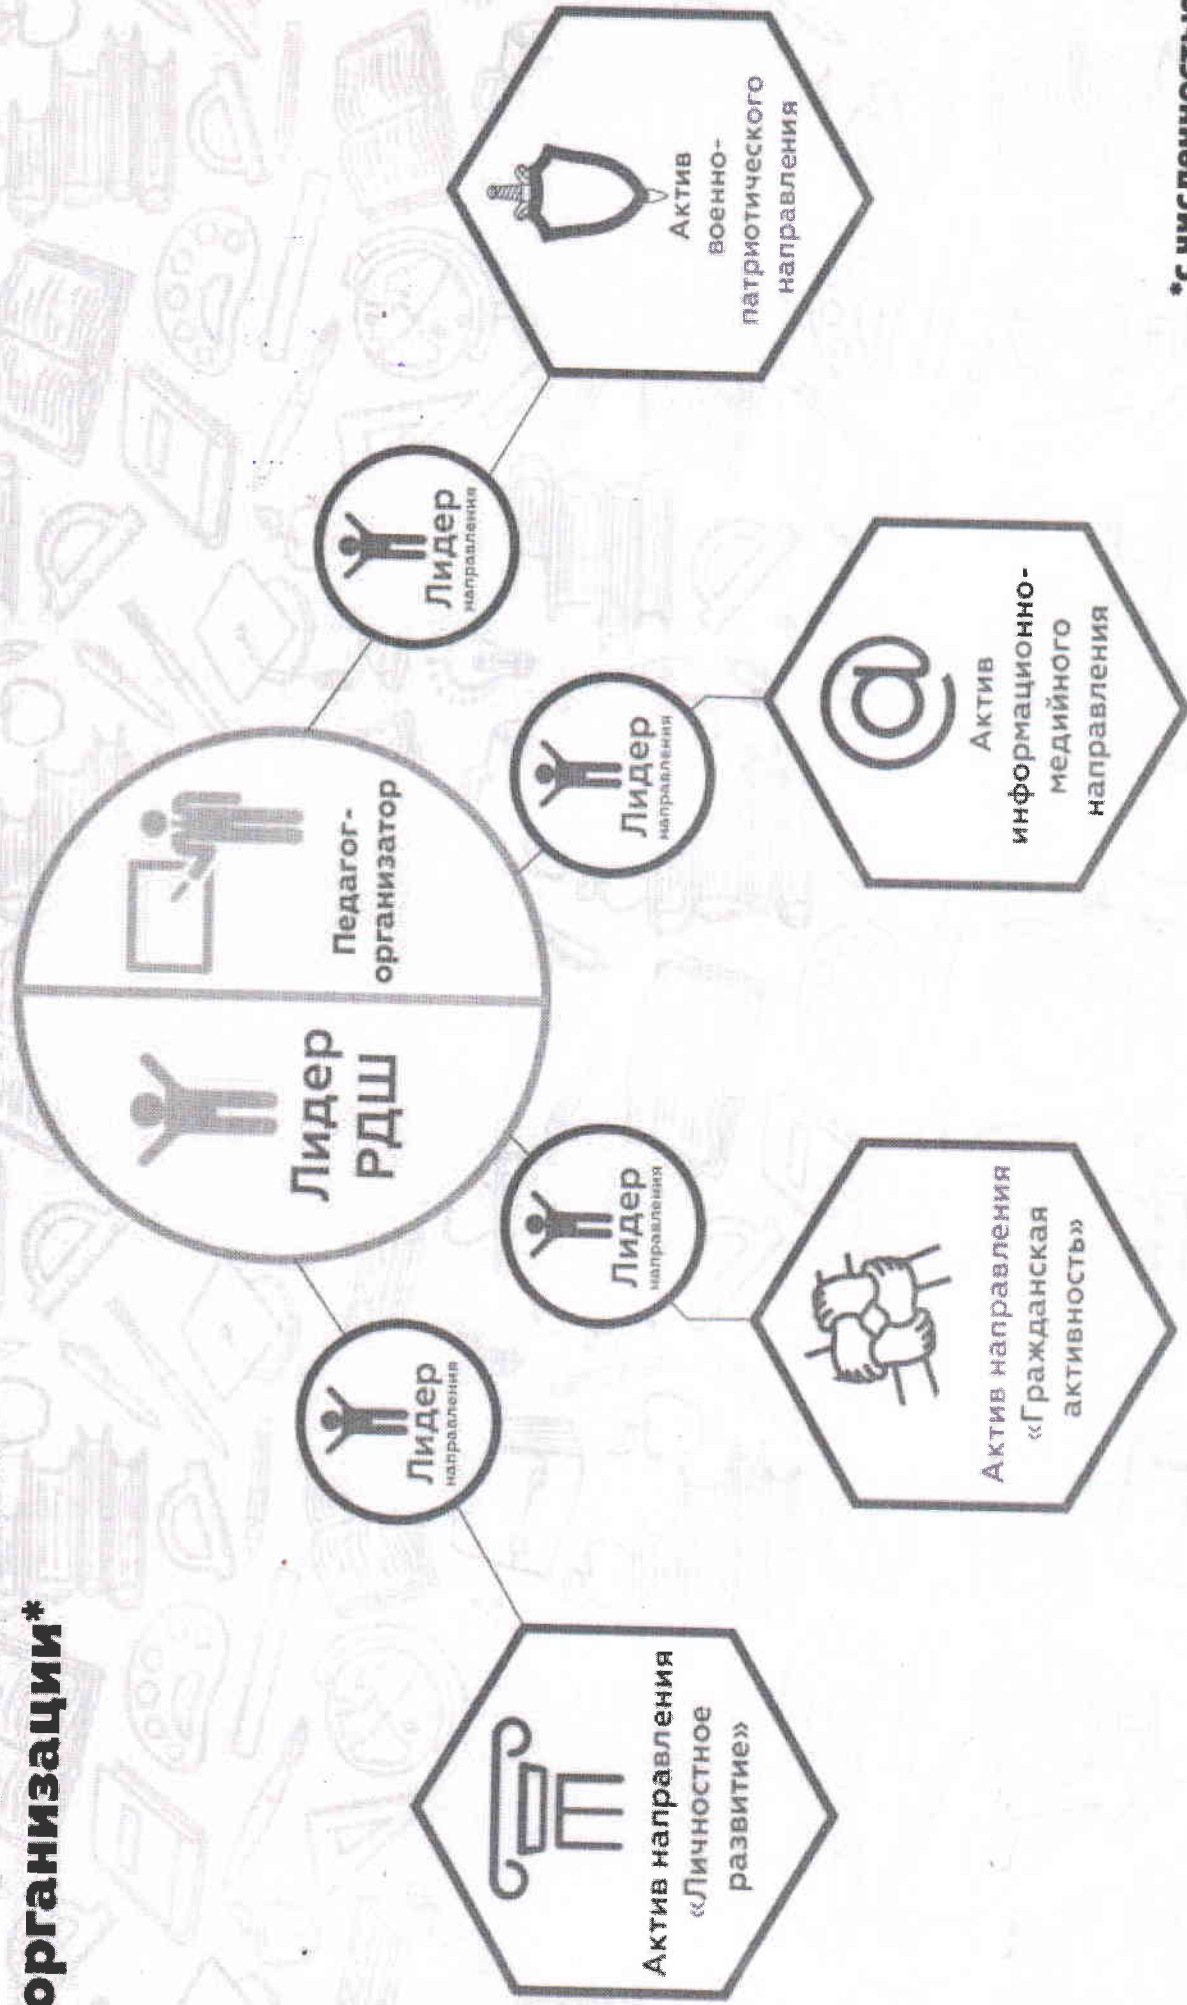 организации*
Лидер
РДШ
Педагог-
организатор
Лидер
направления
Лидер
направления
Лидер
направления
Лидер
направления
Актив направления
«Личностное
развитие»
Актив направления
«Гражданская
активность»
Актив
информационно-
медийного
направления
Актив
военно-
патриотического
направления
*с численностью